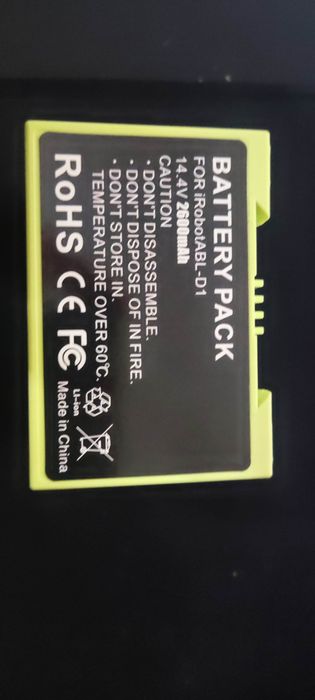 BATTERY PACK
FOR iRobotABL-D1
14.4V 2600mAh
CAUTION
• DON'T DISASSEMBLE.
• DON'T DISPOSE OF IN FIRE.
• DON'T STORE IN.
TEMPERATURE OVER 60℃.
RoHS CE FC
Li-ion
Made in China